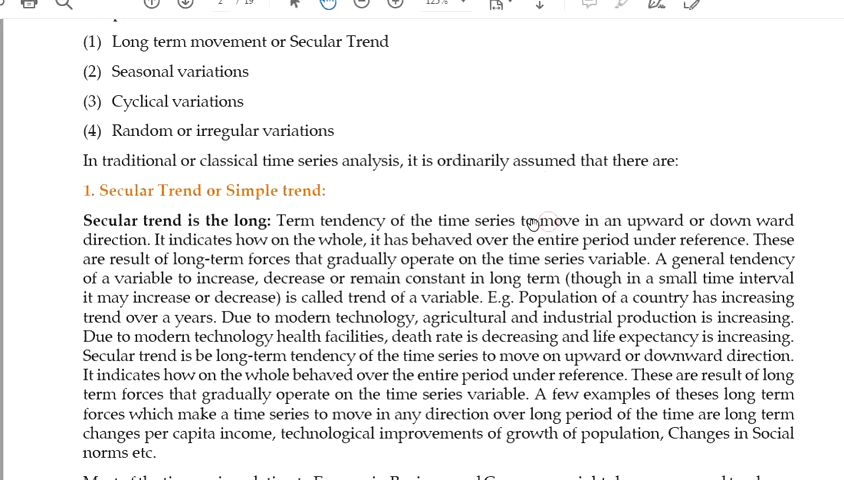 2 / 19
125%
(1) Long term movement or Secular Trend
(2) Seasonal variations
(3) Cyclical variations
(4) Random or irregular variations
In traditional or classical time series analysis, it is ordinarily assumed that there are:
1. Secular Trend or Simple trend:
Secular trend is the long: Term tendency of the time series to move in an upward or down ward
direction. It indicates how on the whole, it has behaved over the entire period under reference. These
are result of long-term forces that gradually operate on the time series variable. A general tendency
of a variable to increase, decrease or remain constant in long term (though in a small time interval
it may increase or decrease) is called trend of a variable. E.g. Population of a country has increasing
trend over a years. Due to modern technology, agricultural and industrial production is increasing.
Due to modern technology health facilities, death rate is decreasing and life expectancy is increasing.
Secular trend is be long-term tendency of the time series to move on upward or downward direction.
It indicates how on the whole behaved over the entire period under reference. These are result of long
term forces that gradually operate on the time series variable. A few examples of theses long term
forces which make a time series to move in any direction over long period of the time are long term
changes per capita income, technological improvements of growth of population, Changes in Social
norms etc.